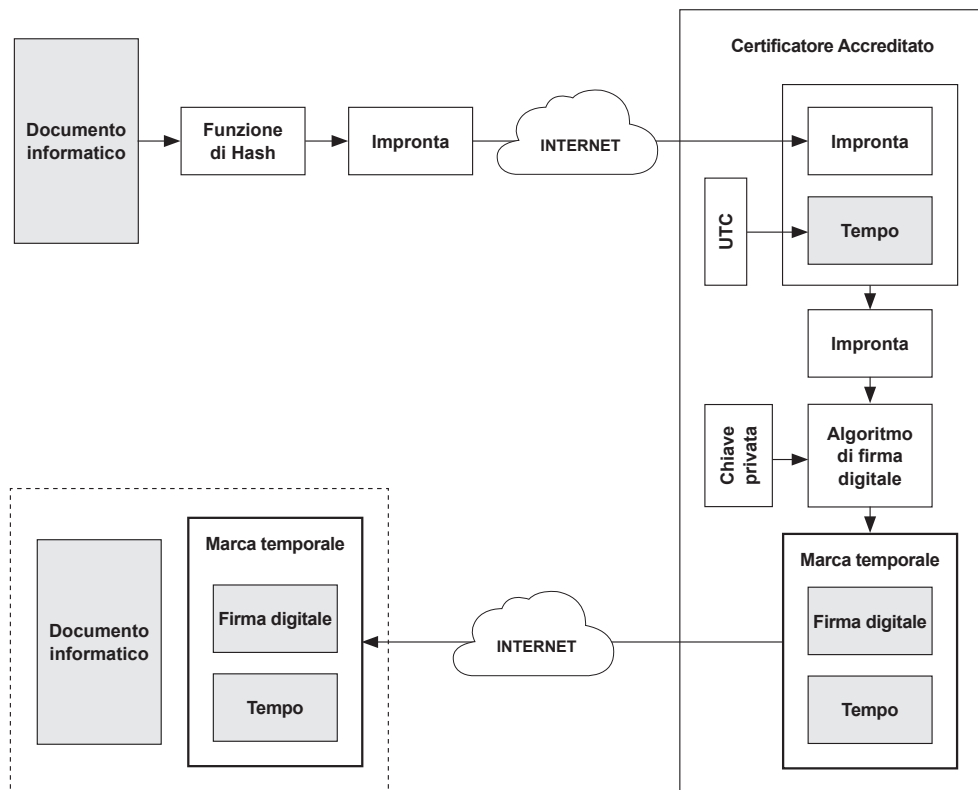 Certificatore Accreditato
Documento
informatico
Funzione
di Hash
Impronta
INTERNET
Impronta
UTC
Tempo
Impronta
Chiave
privata
Algoritmo
di firma
digitale
Marca temporale
Firma digitale
Tempo
INTERNET
Marca temporale
Firma digitale
Tempo
Documento
informatico